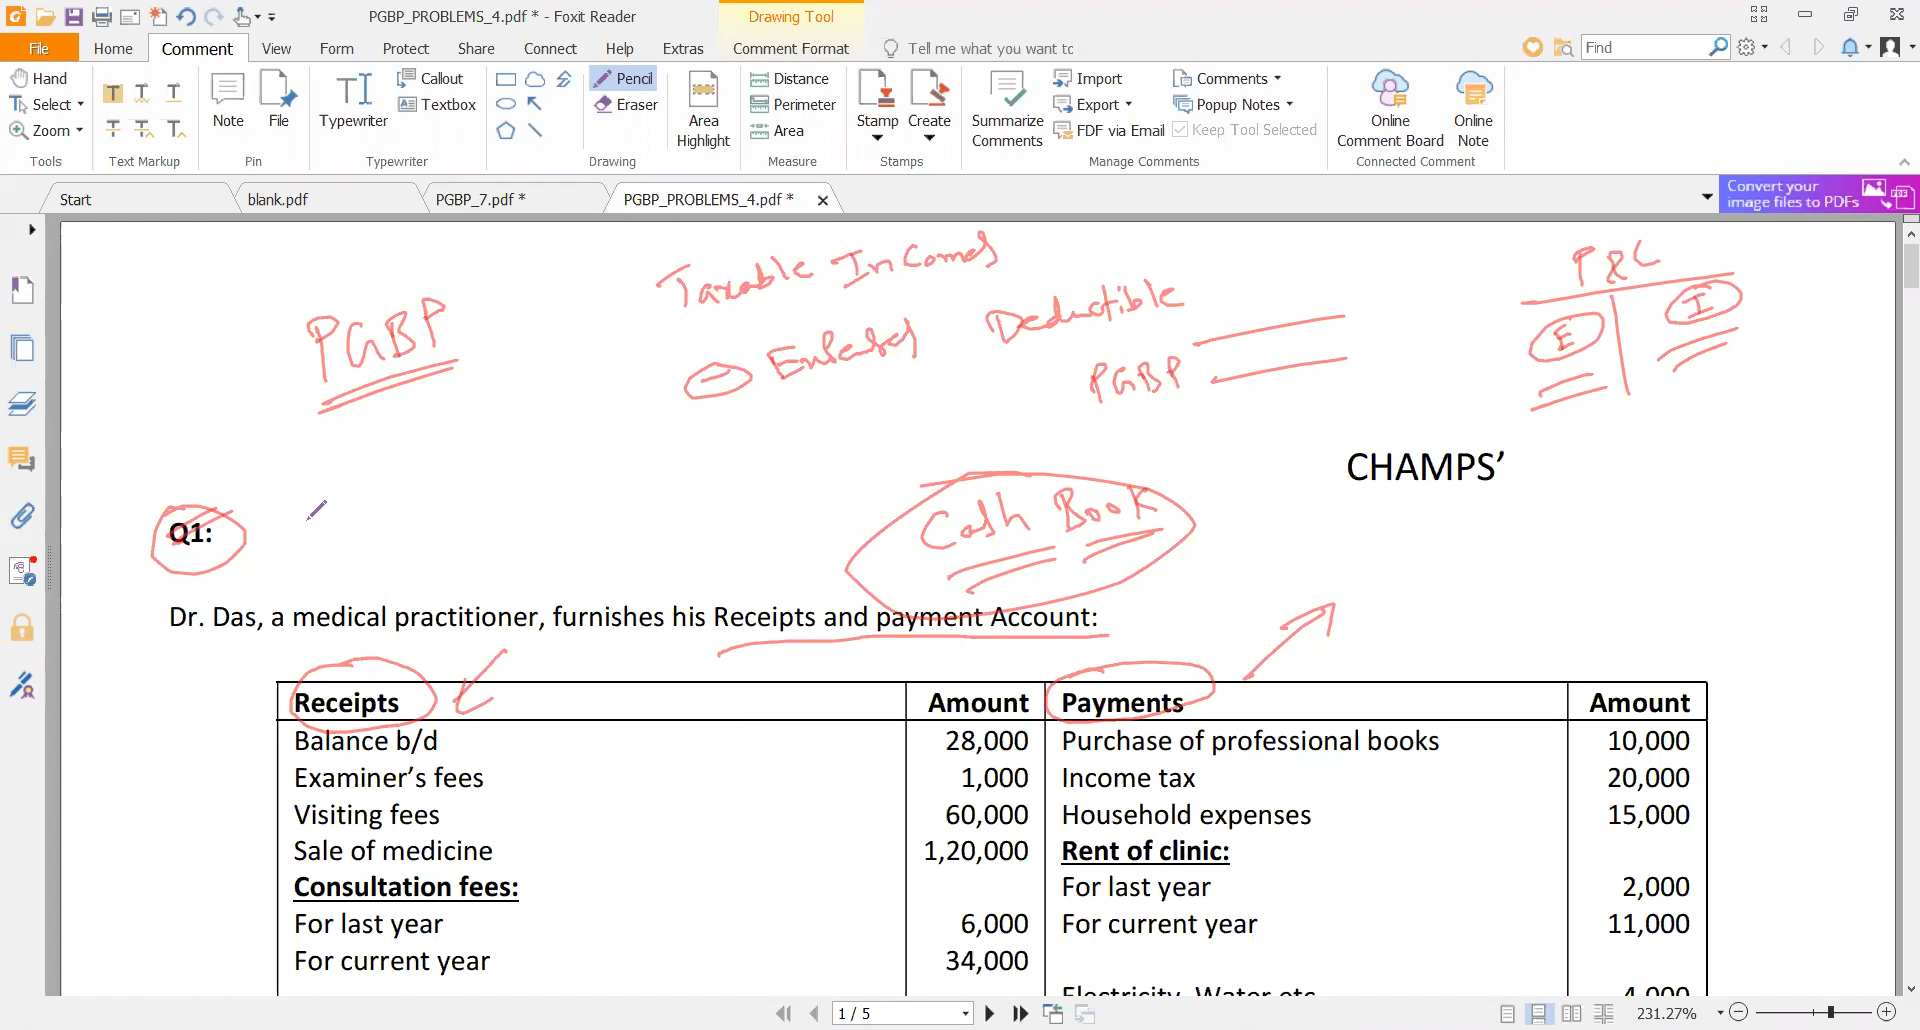 PGBP_PROBLEMS_4.pdf * - Foxit Reader
Drawing Tool
File Home Comment View Form Protect Share Connect Help Extras Comment Format Tell me what you want to
Find
Hand
Select
Zoom
Tools
Text Markup
Note
File
Pin
Typewriter
Callout
Textbox
Typewriter
Pencil
Eraser
Drawing
Area
Highlight
Distance
Perimeter
Area
Measure
Stamp
Create
Stamps
Summarize
Comments
Import
Export
FDF via Email
Comments
Popup Notes
Keep Tool Selected
Manage Comments
Online
Comment Board
Online
Note
Connected Comment
Start blank.pdf PGBP_7.pdf * PGBP_PROBLEMS_4.pdf *
Convert your
image files to PDFs
PGBP
Taxable Incomes
Deductible
PGBP
P&L
E I
CHAMPS’
Cash Book
Q1:
Dr. Das, a medical practitioner, furnishes his Receipts and payment Account:
Receipts Amount Payments Amount
Balance b/d 28,000 Purchase of professional books 10,000
Examiner’s fees 1,000 Income tax 20,000
Visiting fees 60,000 Household expenses 15,000
Sale of medicine 1,20,000 Rent of clinic:
Consultation fees: For last year 2,000
For last year 6,000 For current year 11,000
For current year 34,000
Electricity, Water etc 4,000
1 / 5
231.27%